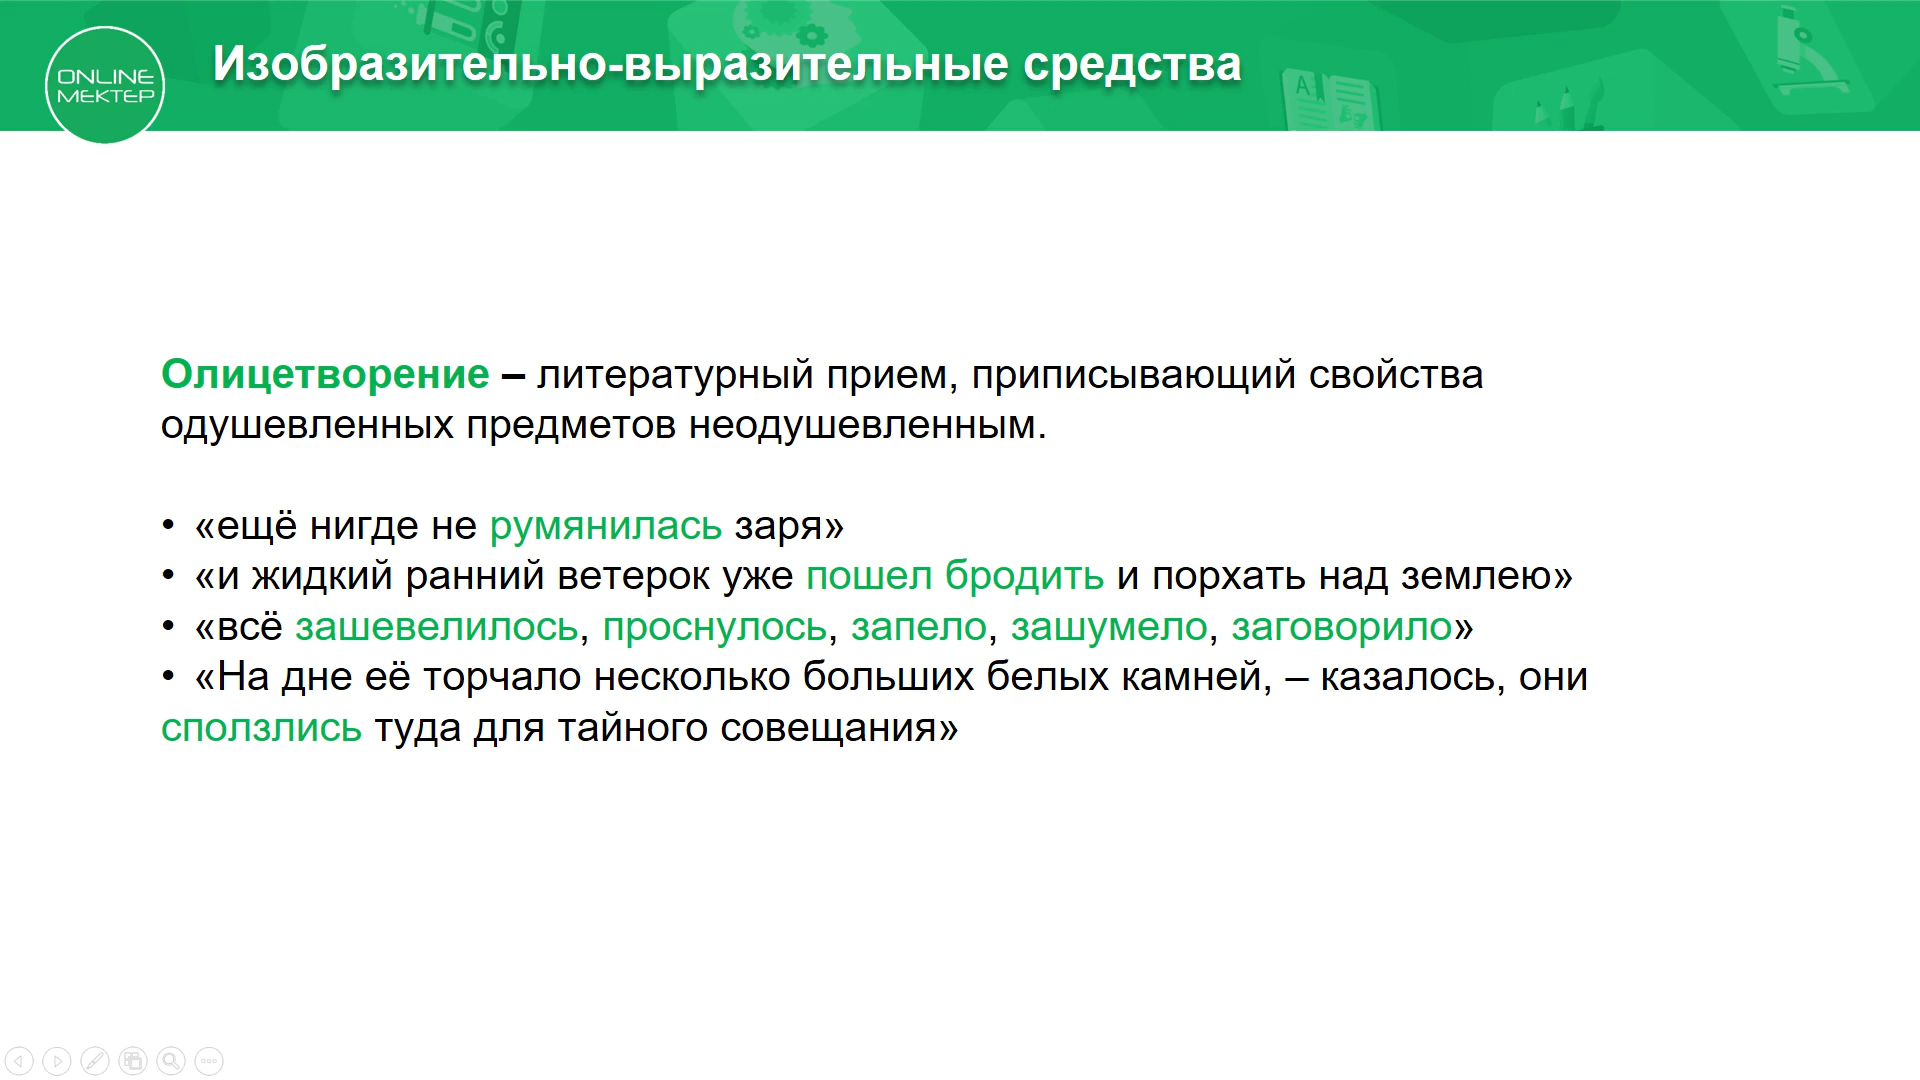 ONLINE
MEKTEP
Изобразительно-выразительные средства
Олицетворение – литературный прием, приписывающий свойства
одушевленных предметов неодушевленным.
• «ещё нигде не румянилась заря»
• «и жидкий ранний ветерок уже пошел бродить и порхать над землею»
• «всё зашевелилось, проснулось, запело, зашумело, заговорило»
• «На дне её торчало несколько больших белых камней, – казалось, они
сползлись туда для тайного совещания»